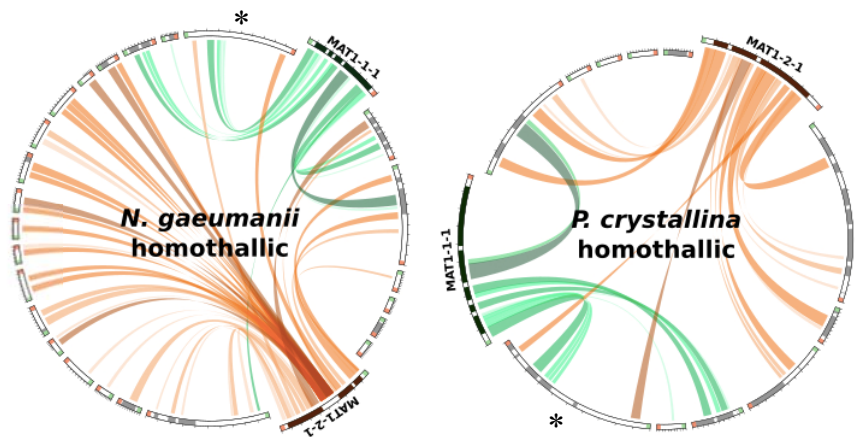 *
MAT1-1-1
N. gaeumanii
homothallic
MAT1-2-1
MAT1-2-1
MAT1-1-1
P. crystallina
homothallic
*